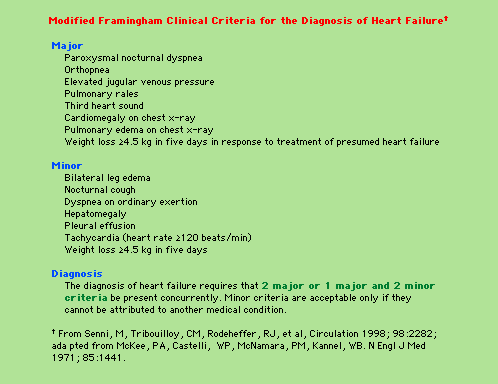 Modified Framingham Clinical Criteria for the Diagnosis of Heart Failure†
Major
Paroxysmal nocturnal dyspnea
Orthopnea
Elevated jugular venous pressure
Pulmonary rales
Third heart sound
Cardiomegaly on chest x-ray
Pulmonary edema on chest x-ray
Weight loss ≥4.5 kg in five days in response to treatment of presumed heart failure
Minor
Bilateral leg edema
Nocturnal cough
Dyspnea on ordinary exertion
Hepatomegaly
Pleural effusion
Tachycardia (heart rate ≥120 beats/min)
Weight loss ≥4.5 kg in five days
Diagnosis
The diagnosis of heart failure requires that 2 major or 1 major and 2 minor
criteria be present concurrently. Minor criteria are acceptable only if they
cannot be attributed to another medical condition.
† From Senni, M, Tribouilloy, CM, Rodeheffer, RJ, et al, Circulation 1998; 98:2282;
adapted from McKee, PA, Castelli, WP, McNamara, PM, Kannel, WB. N Engl J Med
1971; 85:1441.